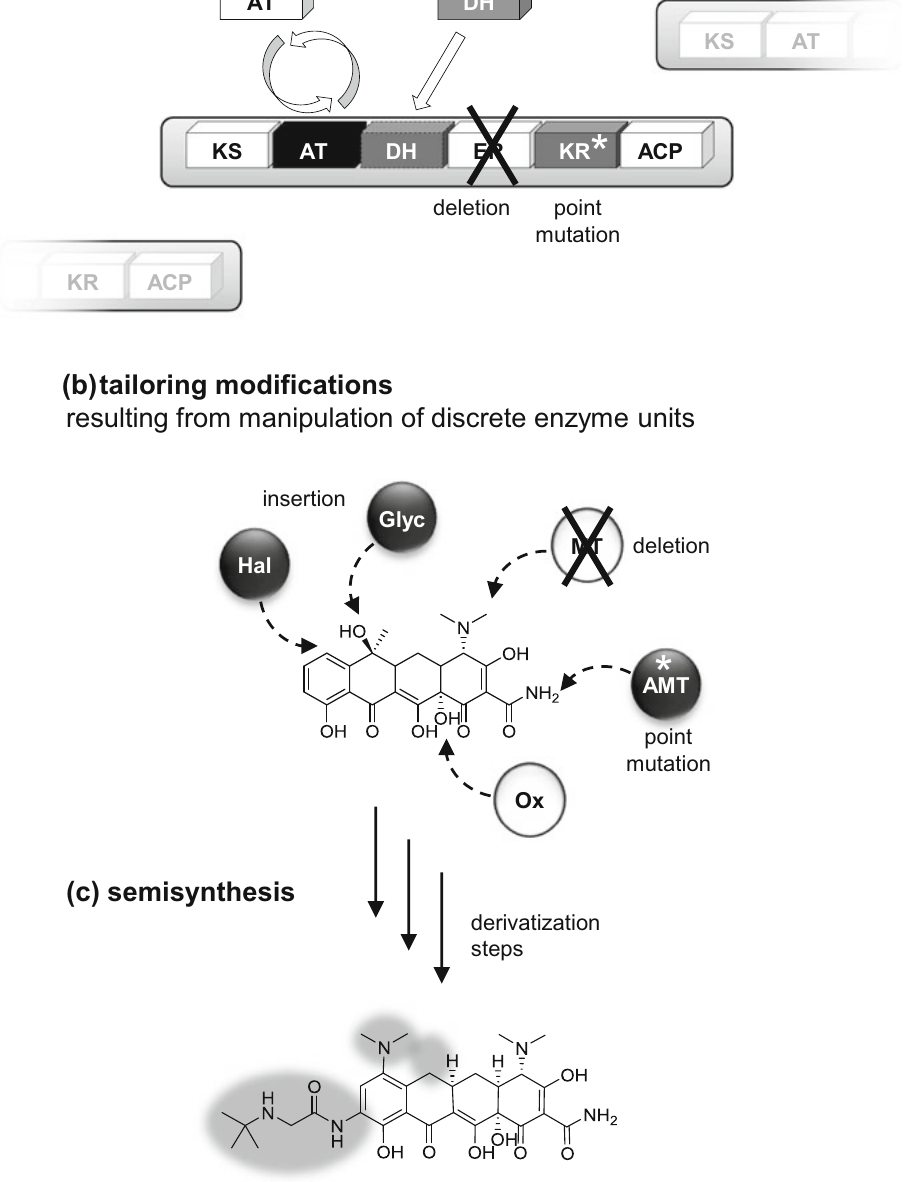 AT
DH
KS AT
KS AT DH ER KR* ACP
deletion
point
mutation
KR ACP
(b) tailoring modifications
resulting from manipulation of discrete enzyme units
insertion
Glyc
Hal
MT
deletion
HO
N
OH
NH2
* AMT
OH O OH OH O O
point
mutation
Ox
(c) semisynthesis
derivatization
steps
N
H
H
N
OH
H
N
O
N
H
OH O OH OH O O
NH2